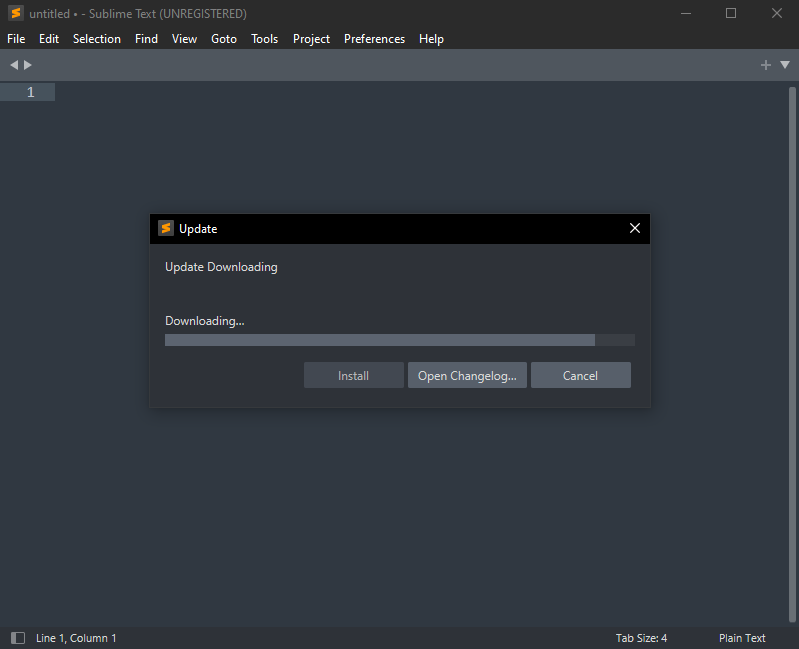 untitled • - Sublime Text (UNREGISTERED)
File Edit Selection Find View Goto Tools Project Preferences Help
1
Update
Update Downloading
Downloading...
Install Open Changelog... Cancel
Line 1, Column 1 Tab Size: 4 Plain Text